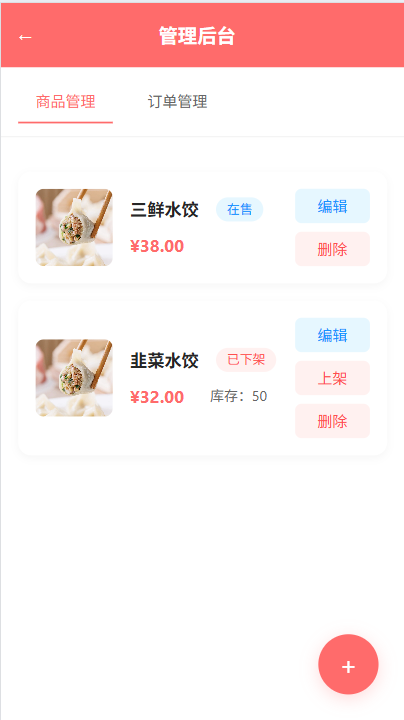 ← 管理后台
商品管理 订单管理
三鲜水饺 在售 编辑
¥38.00 删除
编辑
韭菜水饺 已下架
上架
¥32.00 库存：50
删除
+